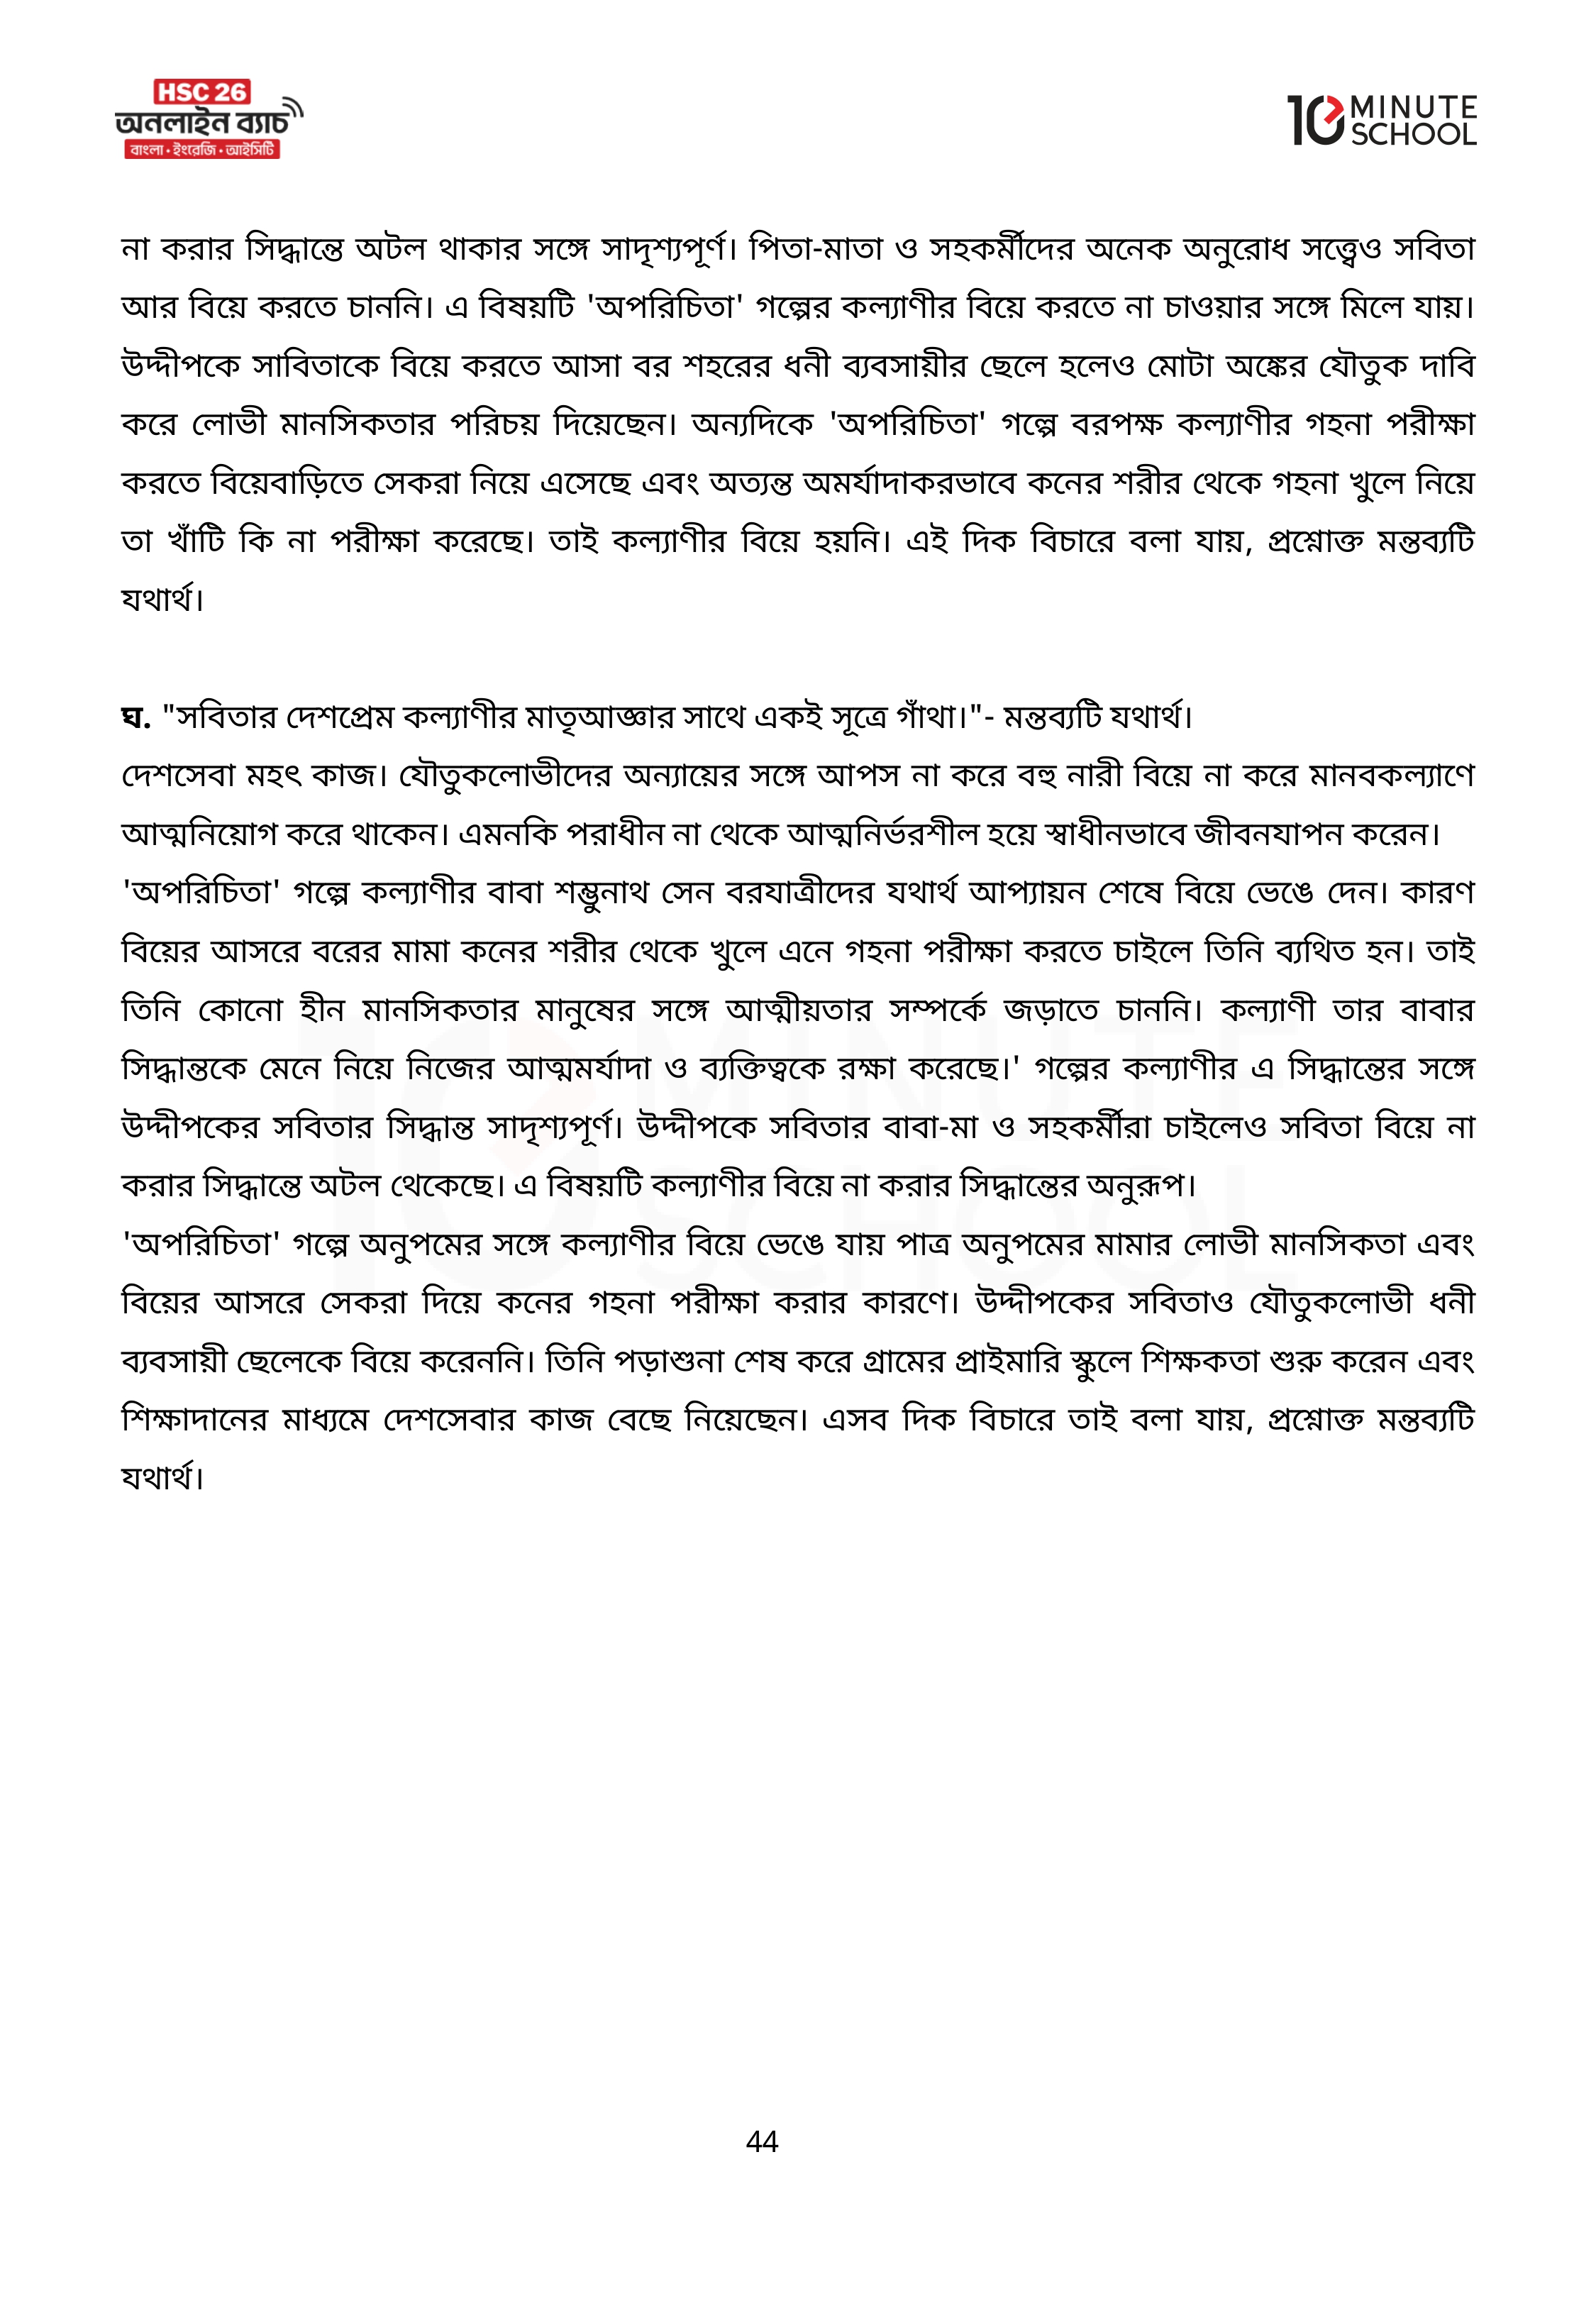 HSC 26
অনলাইন ব্যাচ
বাংলা • ইংরেজি • আইসিটি
10 MINUTE
SCHOOL
না করার সিদ্ধান্তে অটল থাকার সঙ্গে সাদৃশ্যপূর্ণ। পিতা-মাতা ও সহকর্মীদের অনেক অনুরোধ সত্ত্বেও সবিতা
আর বিয়ে করতে চাননি। এ বিষয়টি 'অপরিচিতা' গল্পের কল্যাণীর বিয়ে করতে না চাওয়ার সঙ্গে মিলে যায়।
উদ্দীপকে সাবিতাকে বিয়ে করতে আসা বর শহরের ধনী ব্যবসায়ীর ছেলে হলেও মোটা অঙ্কের যৌতুক দাবি
করে লোভী মানসিকতার পরিচয় দিয়েছেন। অন্যদিকে 'অপরিচিতা' গল্পে বরপক্ষ কল্যাণীর গহনা পরীক্ষা
করতে বিয়েবাড়িতে সেকরা নিয়ে এসেছে এবং অত্যন্ত অমর্যাদাকরভাবে কনের শরীর থেকে গহনা খুলে নিয়ে
তা খাঁটি কি না পরীক্ষা করেছে। তাই কল্যাণীর বিয়ে হয়নি। এই দিক বিচারে বলা যায়, প্রশ্নোক্ত মন্তব্যটি
যথার্থ।
ঘ. "সবিতার দেশপ্রেম কল্যাণীর মাতৃআজ্ঞার সাথে একই সূত্রে গাঁথা।"- মন্তব্যটি যথার্থ।
দেশসেবা মহৎ কাজ। যৌতুকলোভীদের অন্যায়ের সঙ্গে আপস না করে বহু নারী বিয়ে না করে মানবকল্যাণে
আত্মনিয়োগ করে থাকেন। এমনকি পরাধীন না থেকে আত্মনির্ভরশীল হয়ে স্বাধীনভাবে জীবনযাপন করেন।
'অপরিচিতা' গল্পে কল্যাণীর বাবা শম্ভুনাথ সেন বরযাত্রীদের যথার্থ আপ্যায়ন শেষে বিয়ে ভেঙে দেন। কারণ
বিয়ের আসরে বরের মামা কনের শরীর থেকে খুলে এনে গহনা পরীক্ষা করতে চাইলে তিনি ব্যথিত হন। তাই
তিনি কোনো হীন মানসিকতার মানুষের সঙ্গে আত্মীয়তার সম্পর্কে জড়াতে চাননি। কল্যাণী তার বাবার
সিদ্ধান্তকে মেনে নিয়ে নিজের আত্মমর্যাদা ও ব্যক্তিত্বকে রক্ষা করেছে।' গল্পের কল্যাণীর এ সিদ্ধান্তের সঙ্গে
উদ্দীপকের সবিতার সিদ্ধান্ত সাদৃশ্যপূর্ণ। উদ্দীপকে সবিতার বাবা-মা ও সহকর্মীরা চাইলেও সবিতা বিয়ে না
করার সিদ্ধান্তে অটল থেকেছে। এ বিষয়টি কল্যাণীর বিয়ে না করার সিদ্ধান্তের অনুরূপ।
'অপরিচিতা' গল্পে অনুপমের সঙ্গে কল্যাণীর বিয়ে ভেঙে যায় পাত্র অনুপমের মামার লোভী মানসিকতা এবং
বিয়ের আসরে সেকরা দিয়ে কনের গহনা পরীক্ষা করার কারণে। উদ্দীপকের সবিতাও যৌতুকলোভী ধনী
ব্যবসায়ী ছেলেকে বিয়ে করেননি। তিনি পড়াশুনা শেষ করে গ্রামের প্রাইমারি স্কুলে শিক্ষকতা শুরু করেন এবং
শিক্ষাদানের মাধ্যমে দেশসেবার কাজ বেছে নিয়েছেন। এসব দিক বিচারে তাই বলা যায়, প্রশ্নোক্ত মন্তব্যটি
যথার্থ।
44